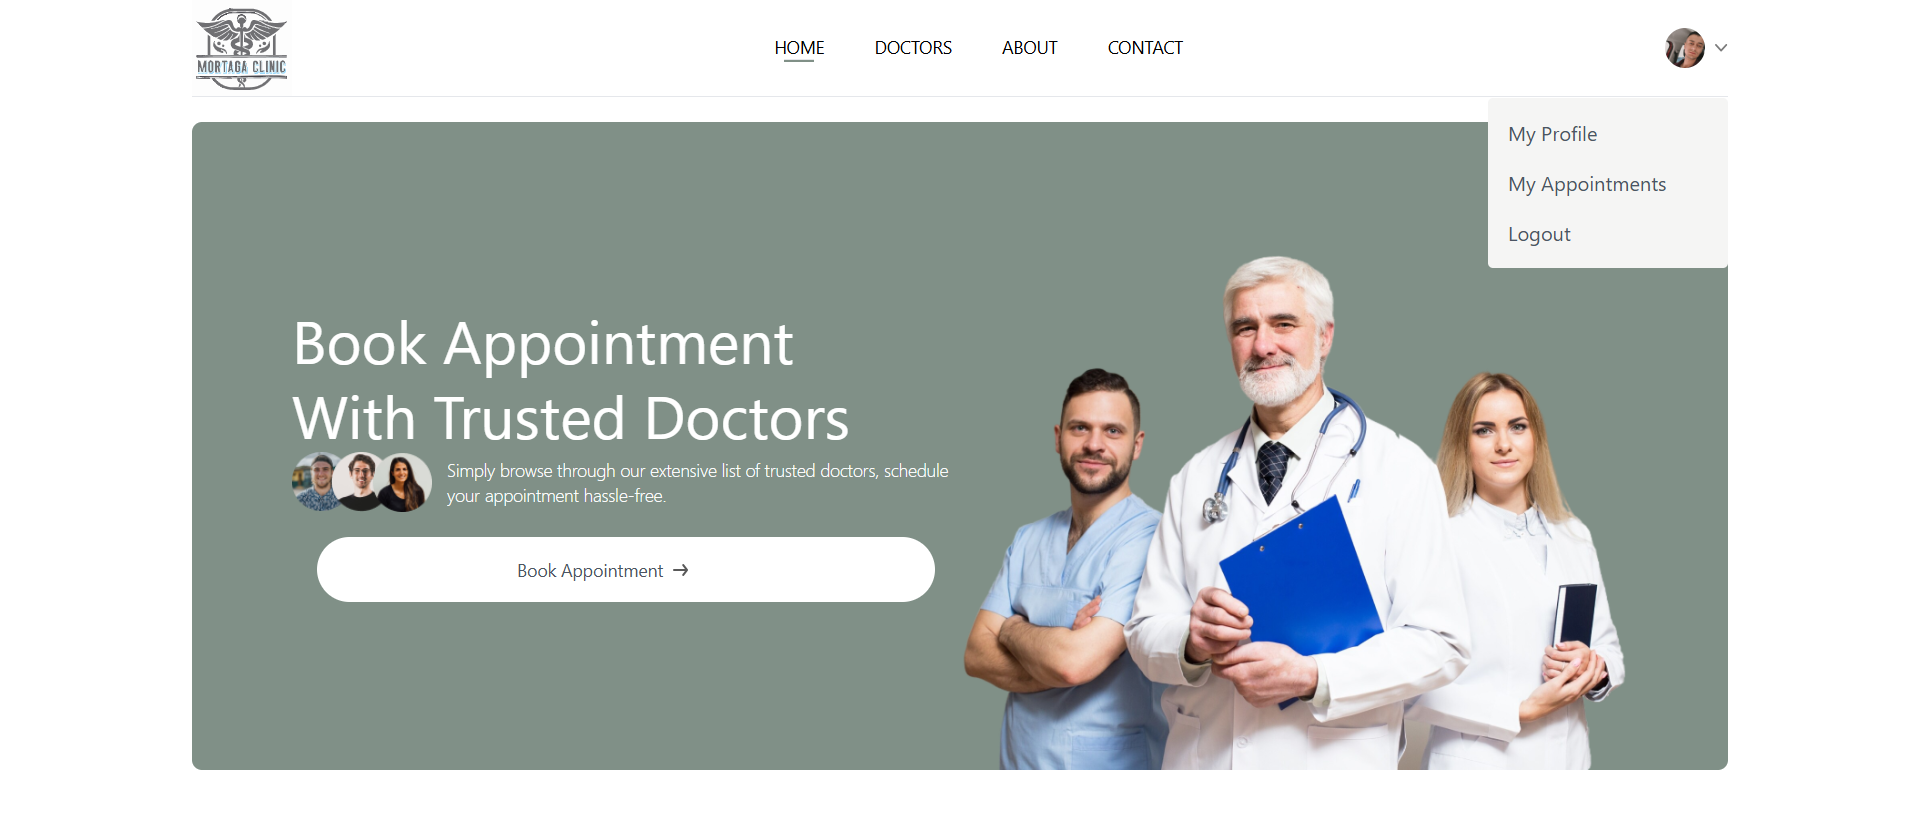 MORTAGA CLINIC
HOME
DOCTORS
ABOUT
CONTACT
My Profile
My Appointments
Logout
Book Appointment
With Trusted Doctors
Simply browse through our extensive list of trusted doctors, schedule
your appointment hassle-free.
Book Appointment →